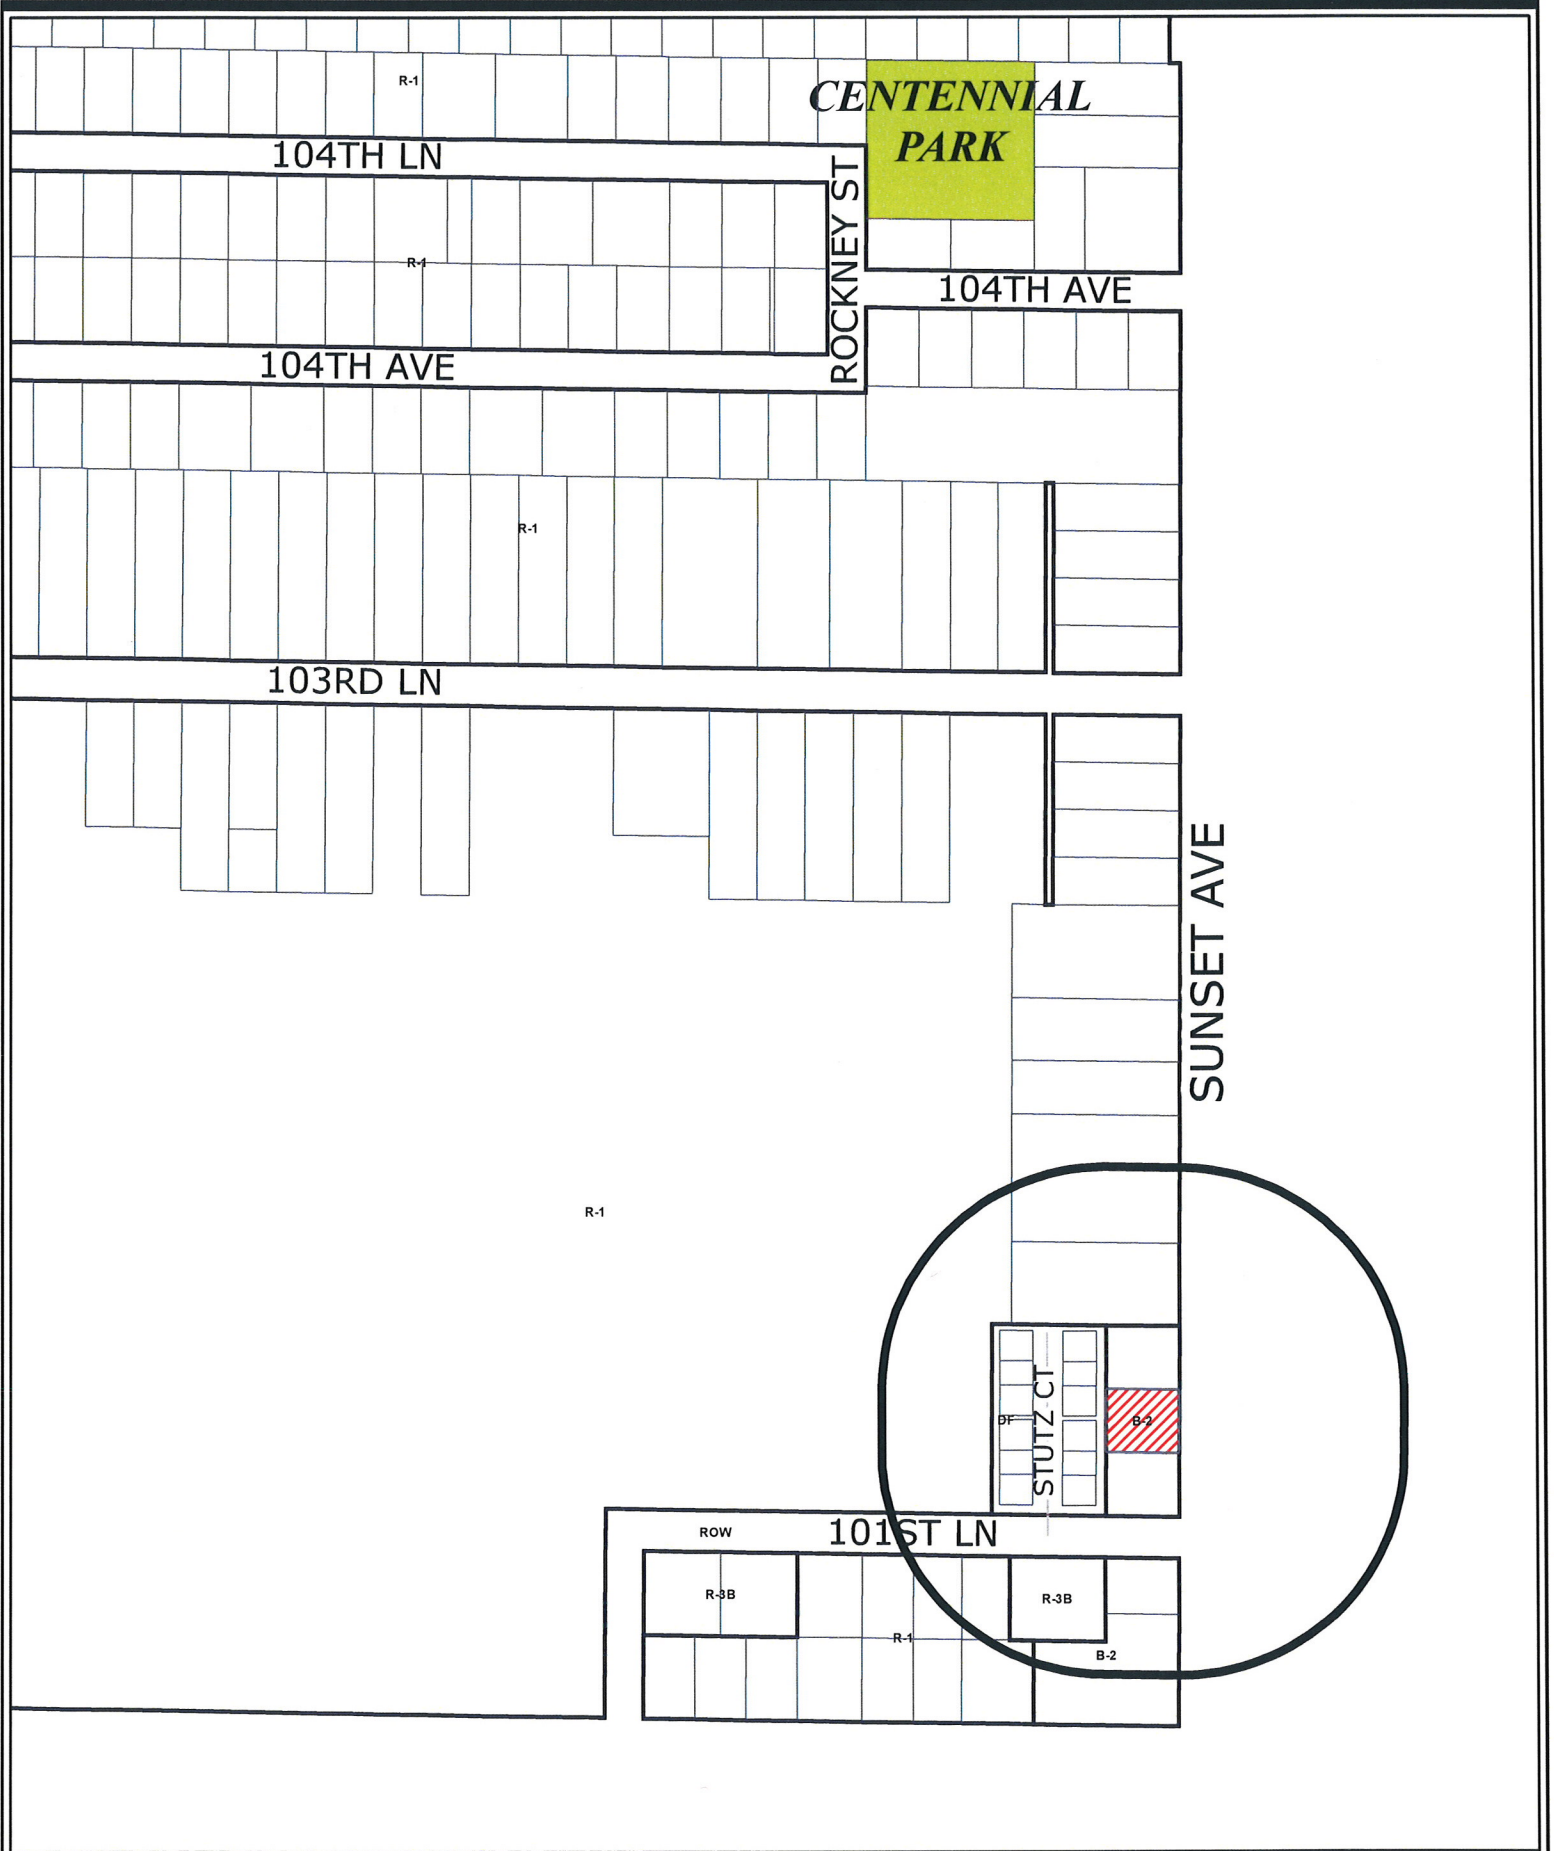 R-1
CENTENNIAL
PARK
104TH LN
ROCKNEY ST
R-1
104TH AVE
104TH AVE
R-1
103RD LN
SUNSET AVE
R-1
STUTZ CT
DF
B-2
101ST LN
ROW
R-3B
R-3B
R-1
B-2